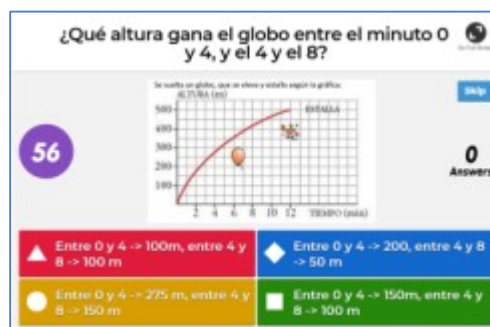 ¿Qué altura gana el globo entre el minuto 0
y 4, y el 4 y el 8?
Skip
Se suelta un globo, que se eleva y estalla según la gráfica:
ALTURA (m)
500
ESTALLA
400
300
200
100
2 4 6 8 10 12 TIEMPO (min)
56
0
Answers
Entre 0 y 4 -> 100m, entre 4 y
8 -> 100 m
Entre 0 y 4 -> 200, entre 4 y 8
-> 50 m
Entre 0 y 4 -> 275 m, entre 4 y
8 -> 150 m
Entre 0 y 4 -> 150m, entre 4 y
8 -> 100 m